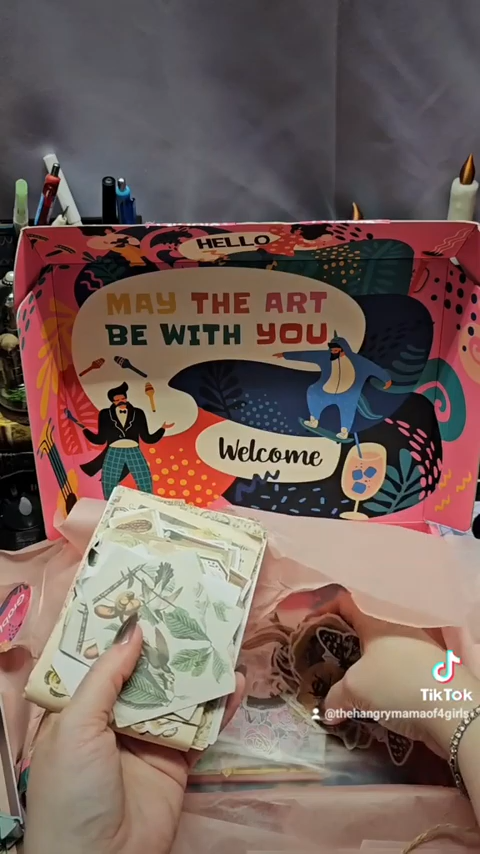 HELLO
MAY THE ART
BE WITH YOU
Welcome
TikTok
@thehangrymamaof4girls